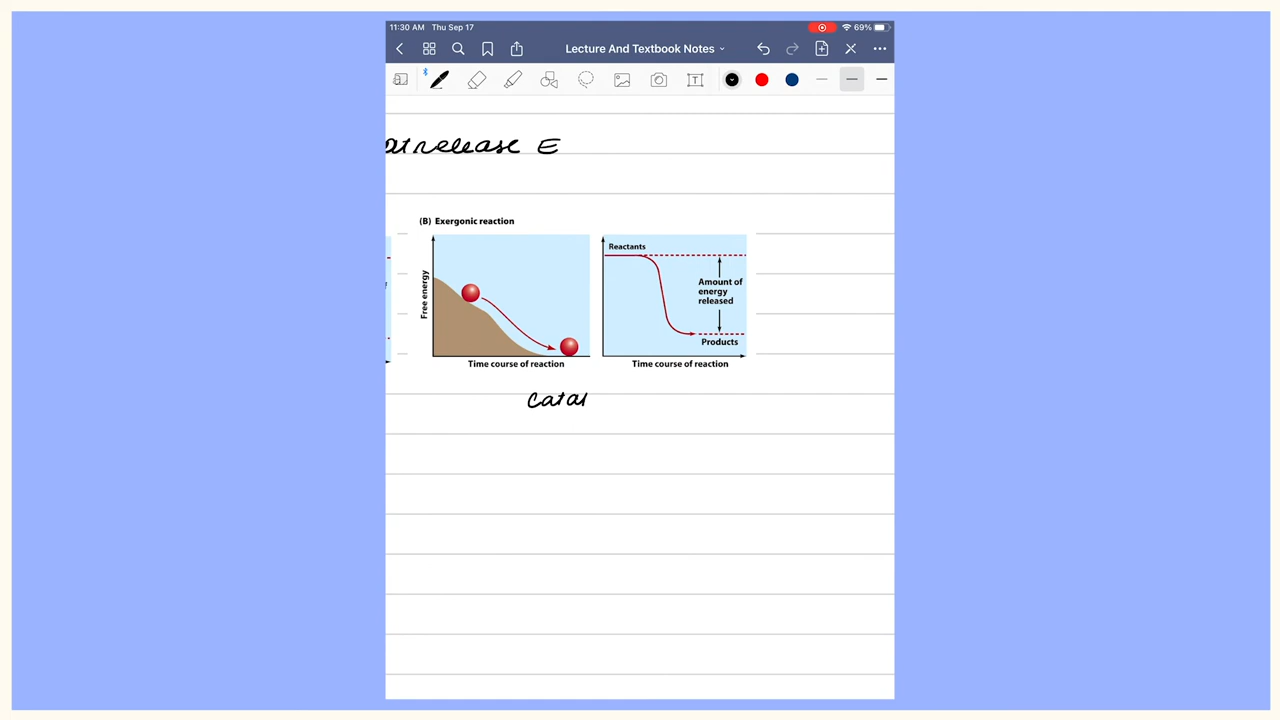 11:30 AM Thu Sep 17
69%
Lecture And Textbook Notes
T
at release E
(B) Exergonic reaction
Free energy
Time course of reaction
Reactants
Amount of
energy
released
Products
Time course of reaction
Catal